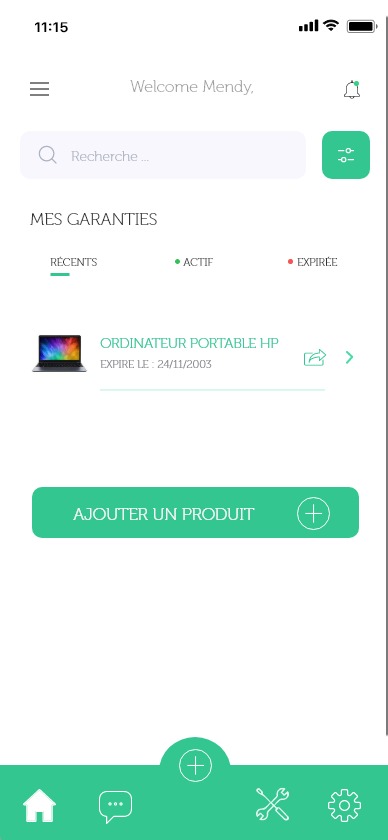 11:15
Welcome Mendy,
Recherche ...
MES GARANTIES
RÉCENTS
ACTIF
EXPIRÉE
ORDINATEUR PORTABLE HP
EXPIRE LE : 24/11/2003
AJOUTER UN PRODUIT